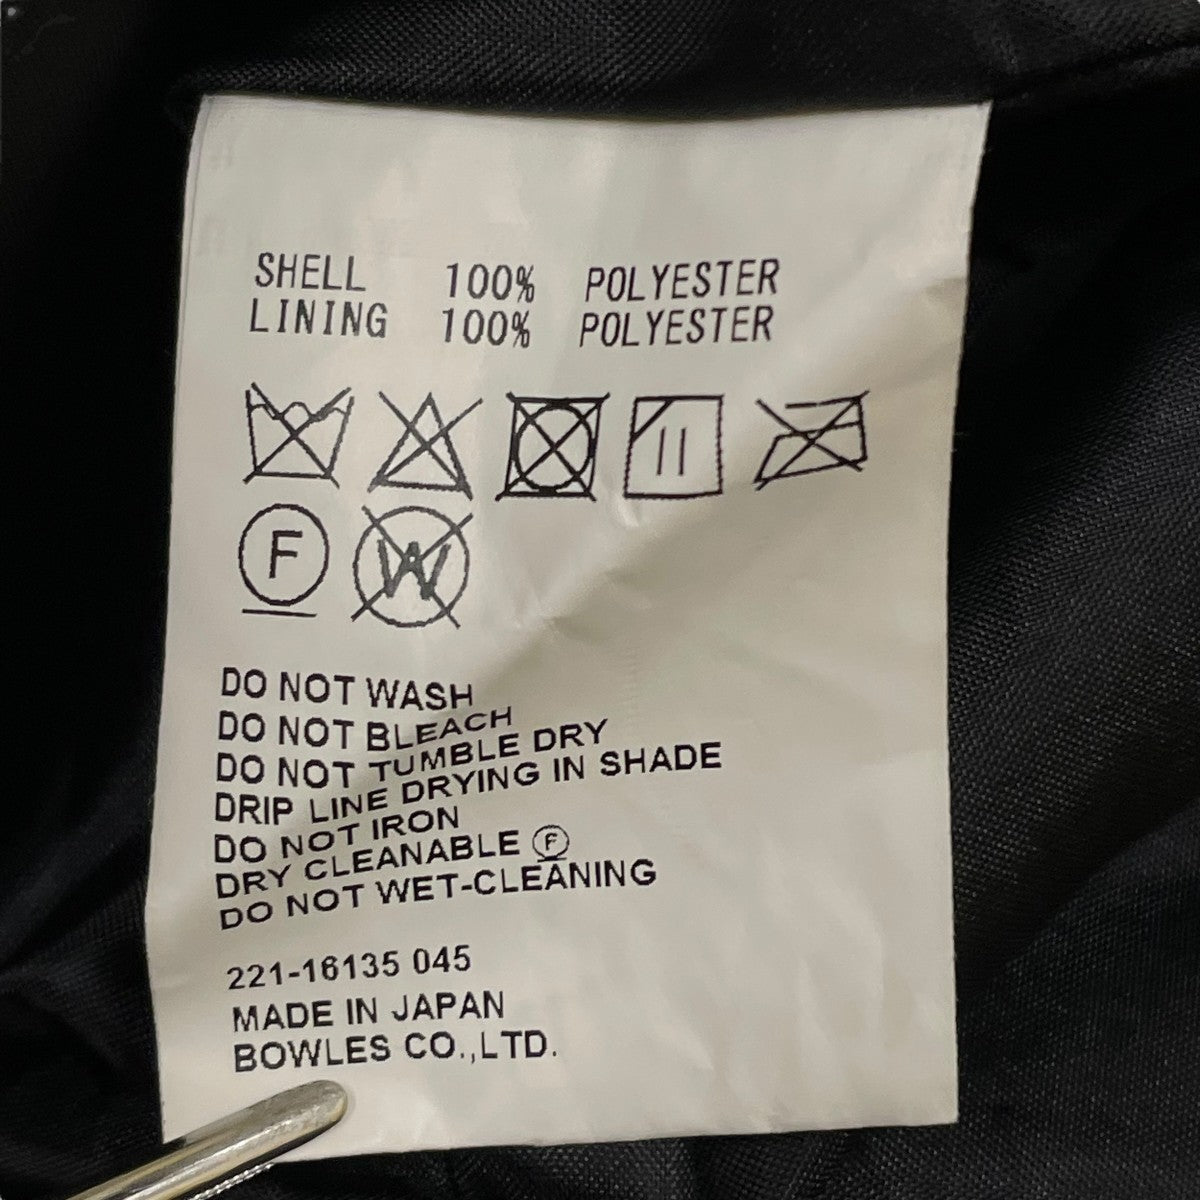 SHELL 100% POLYESTER
LINING 100% POLYESTER
F W
DO NOT WASH
DO NOT BLEACH
DO NOT TUMBLE DRY
DRIP LINE DRYING IN SHADE
DO NOT IRON
DRY CLEANABLE Ⓕ
DO NOT WET-CLEANING
221-16135 045
MADE IN JAPAN
BOWLES CO.,LTD.